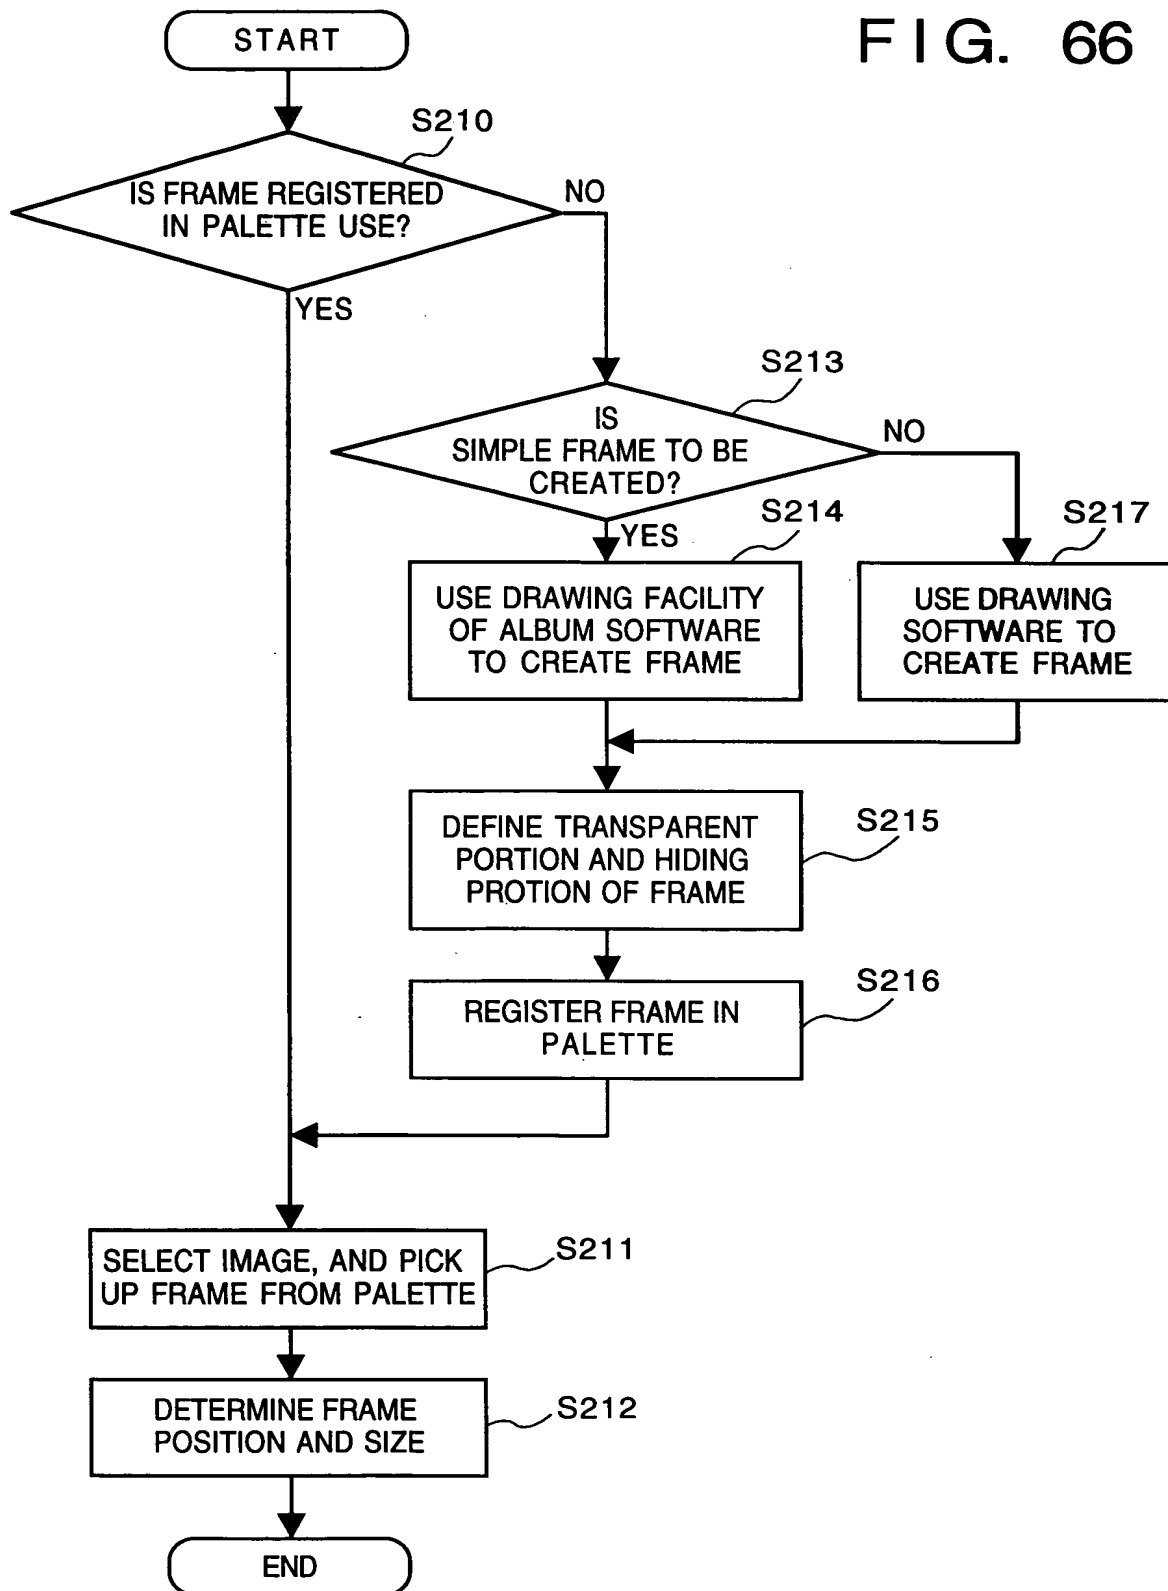 FIG. 66
START
S210
IS FRAME REGISTERED
IN PALETTE USE?
NO
YES
S213
IS
SIMPLE FRAME TO BE
CREATED?
NO
YES
S214
USE DRAWING FACILITY
OF ALBUM SOFTWARE
TO CREATE FRAME
S217
USE DRAWING
SOFTWARE TO
CREATE FRAME
S215
DEFINE TRANSPARENT
PORTION AND HIDING
PROTION OF FRAME
S216
REGISTER FRAME IN
PALETTE
S211
SELECT IMAGE, AND PICK
UP FRAME FROM PALETTE
S212
DETERMINE FRAME
POSITION AND SIZE
END